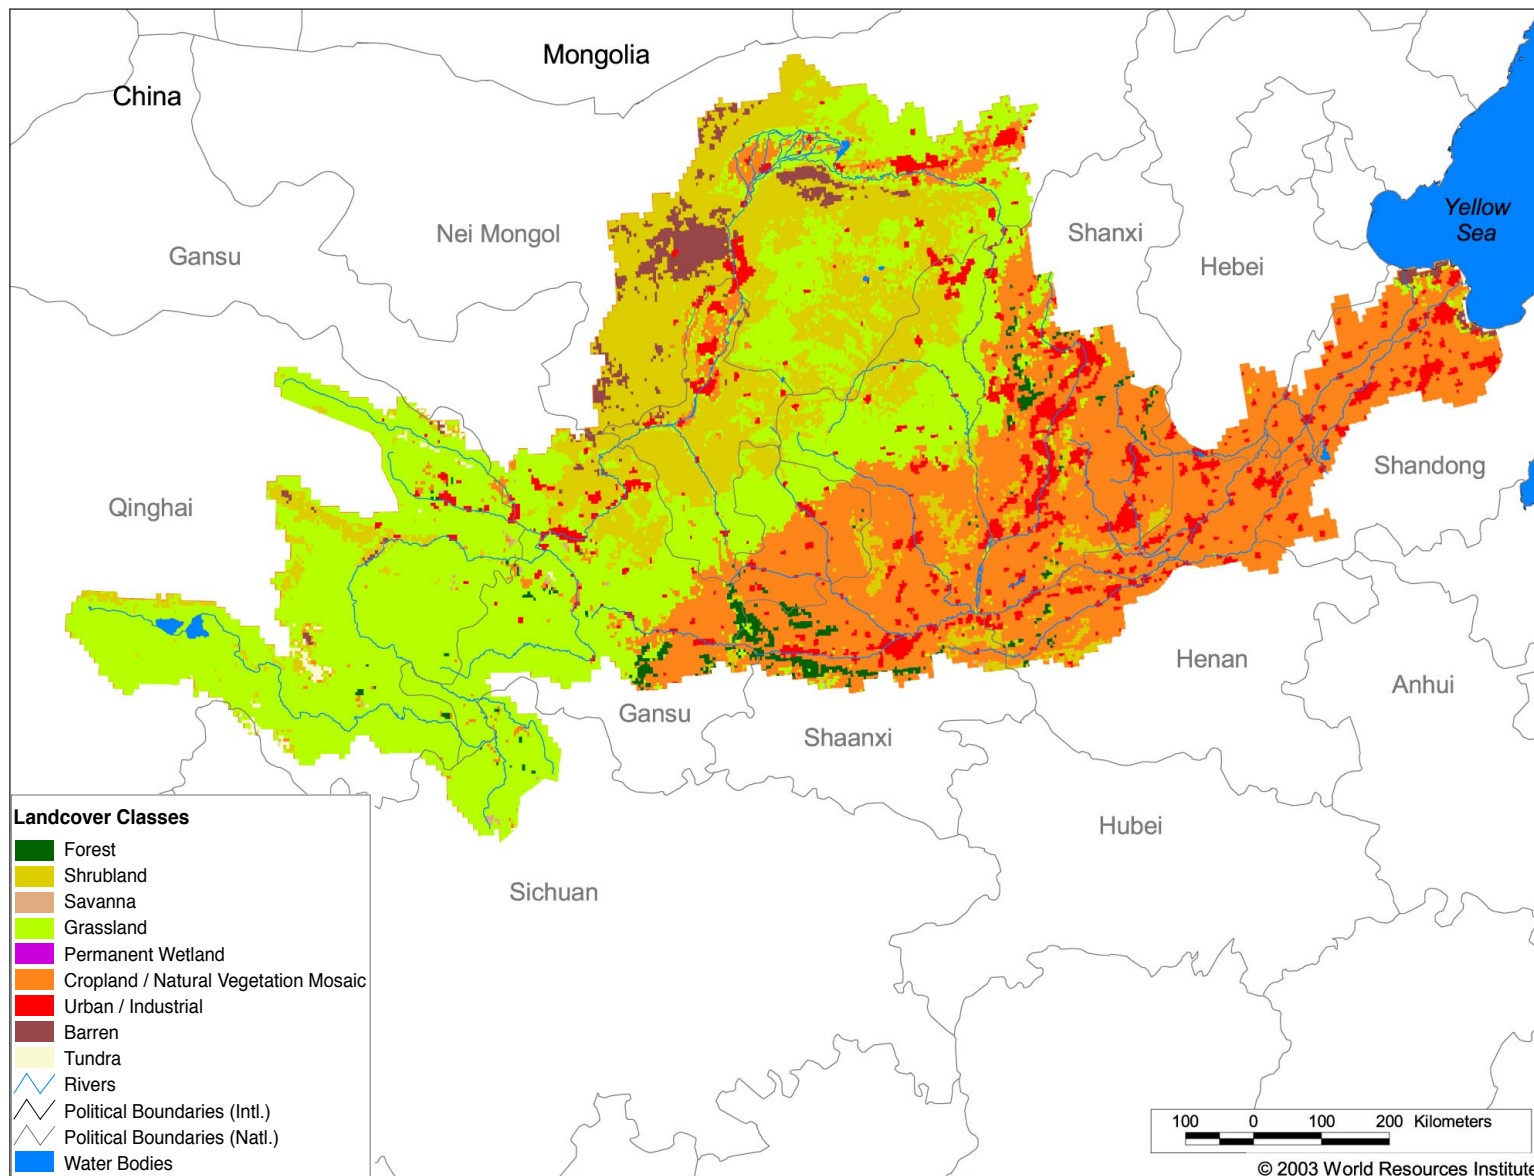 Mongolia
China
Yellow
Sea
Shanxi
Nei Mongol
Gansu
Hebei
Shandong
Qinghai
Henan
Anhui
Gansu
Shaanxi
Hubei
Sichuan
Landcover Classes
Forest
Shrubland
Savanna
Grassland
Permanent Wetland
Cropland / Natural Vegetation Mosaic
Urban / Industrial
Barren
Tundra
Rivers
Political Boundaries (Intl.)
Political Boundaries (Natl.)
Water Bodies
100 0 100 200 Kilometers
© 2003 World Resources Institute